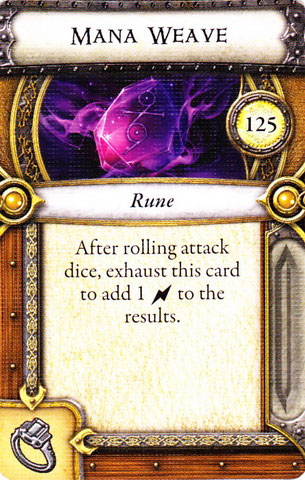 Mana Weave
125
Rune
After rolling attack
dice, exhaust this card
to add 1 to the
results.